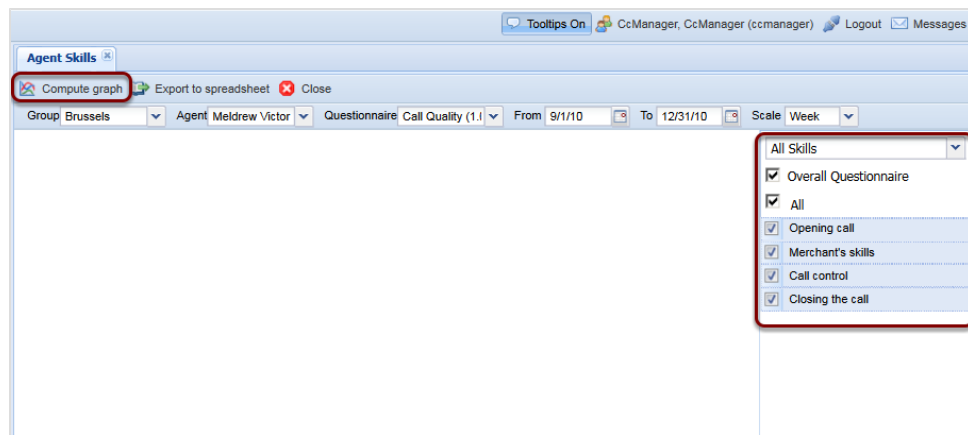 Tooltips On CcManager, CcManager (ccmanager) Logout Messages
Agent Skills
Compute graph Export to spreadsheet Close
Group Brussels Agent Meldrew Victor Questionnaire Call Quality (1. From 9/1/10 To 12/31/10 Scale Week
All Skills
Overall Questionnaire
All
Opening call
Merchant's skills
Call control
Closing the call